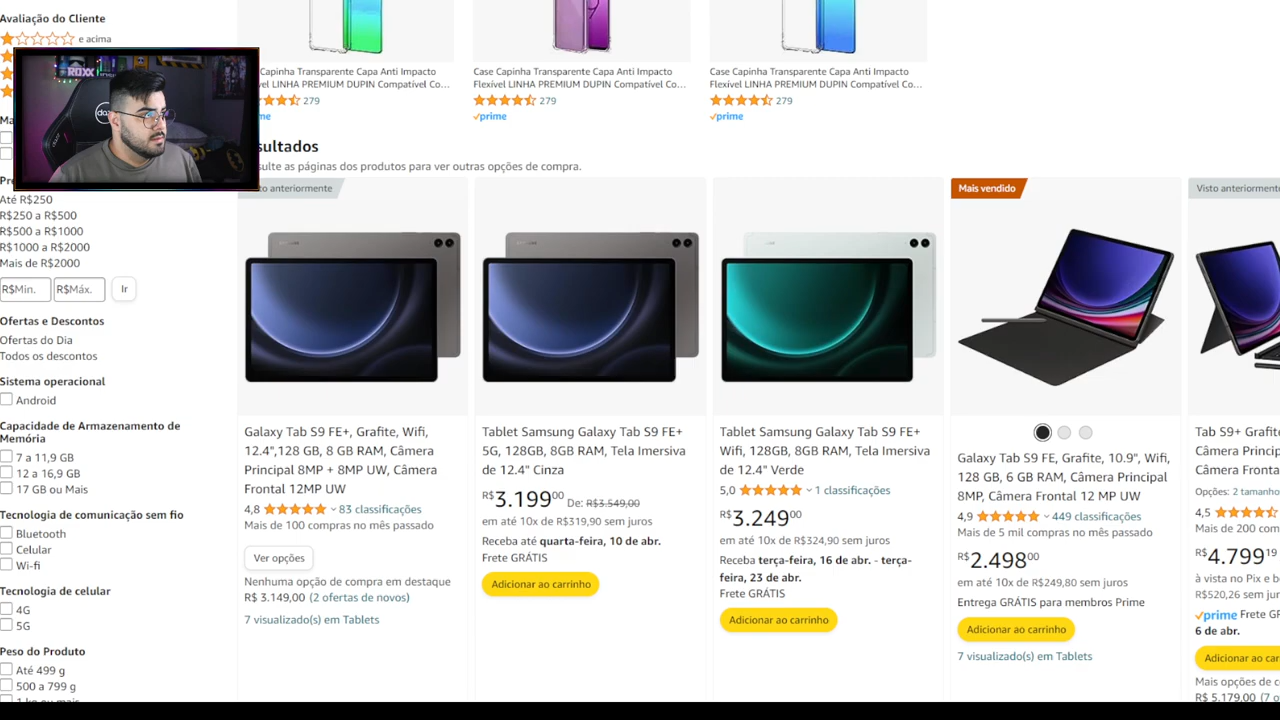 Avaliação do Cliente
e acima
ROXX
Capinha Transparente Capa Anti Impacto
Flexível LINHA PREMIUM DUPIN Compatível Co…
279
Case Capinha Transparente Capa Anti Impacto
Flexível LINHA PREMIUM DUPIN Compatível Co…
279
prime
Case Capinha Transparente Capa Anti Impacto
Flexível LINHA PREMIUM DUPIN Compatível Co…
279
prime
sultados
sulte as páginas dos produtos para ver outras opções de compra.
Até R$250
R$250 a R$500
R$500 a R$1000
R$1000 a R$2000
Mais de R$2000
R$Min.
R$Máx.
Ir
Ofertas e Descontos
Ofertas do Dia
Todos os descontos
Sistema operacional
Android
Capacidade de Armazenamento de
Memória
7 a 11,9 GB
12 a 16,9 GB
17 GB ou Mais
Tecnologia de comunicação sem fio
Bluetooth
Celular
Wi-fi
Tecnologia de celular
4G
5G
Peso do Produto
Até 499 g
500 a 799 g
1 kg ou mais
to anteriormente
Galaxy Tab S9 FE+, Grafite, Wifi,
12.4",128 GB, 8 GB RAM, Câmera
Principal 8MP + 8MP UW, Câmera
Frontal 12MP UW
4,8 83 classificações
Mais de 100 compras no mês passado
Ver opções
Nenhuma opção de compra em destaque
R$ 3.149,00 (2 ofertas de novos)
7 visualizado(s) em Tablets
Tablet Samsung Galaxy Tab S9 FE+
5G, 128GB, 8GB RAM, Tela Imersiva
de 12.4" Cinza
R$3.19900 De: R$3.549,00
em até 10x de R$319,90 sem juros
Receba até quarta-feira, 10 de abr.
Frete GRÁTIS
Adicionar ao carrinho
Tablet Samsung Galaxy Tab S9 FE+
Wifi, 128GB, 8GB RAM, Tela Imersiva
de 12.4" Verde
5,0 1 classificações
R$3.24900
em até 10x de R$324,90 sem juros
Receba terça-feira, 16 de abr. - terça-
feira, 23 de abr.
Frete GRÁTIS
Adicionar ao carrinho
Mais vendido
Galaxy Tab S9 FE, Grafite, 10.9", Wifi,
128 GB, 6 GB RAM, Câmera Principal
8MP, Câmera Frontal 12 MP UW
4,9 449 classificações
Mais de 5 mil compras no mês passado
R$2.49800
em até 10x de R$249,80 sem juros
Entrega GRÁTIS para membros Prime
Adicionar ao carrinho
7 visualizado(s) em Tablets
Visto anteriorment
Tab S9+ Grafit
Câmera Princip
Câmera Fronta
Opções: 2 tamanho
4,5
Mais de 200 com
R$4.79919
à vista no Pix e b
R$520,26 sem jur
prime Frete GR
6 de abr.
Adicionar ao car
Mais opções de c
R$ 5.179,00 (7 o